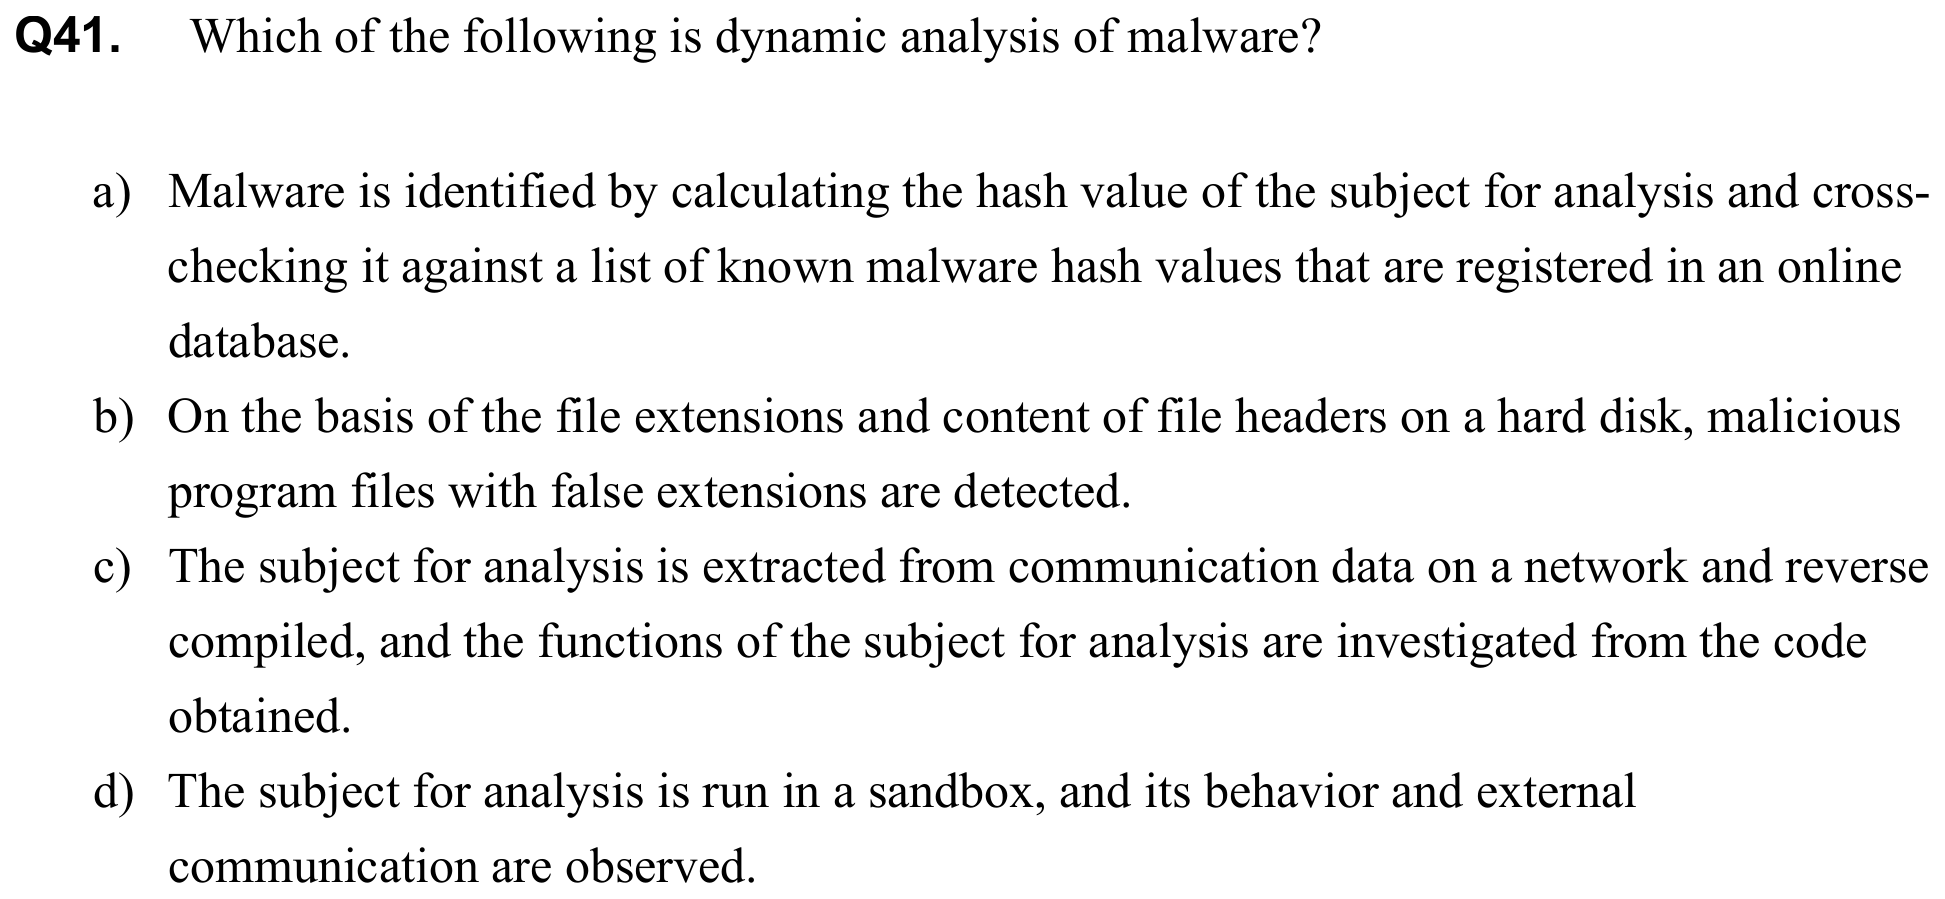 Q41. Which of the following is dynamic analysis of malware?
a) Malware is identified by calculating the hash value of the subject for analysis and cross-
checking it against a list of known malware hash values that are registered in an online
database.
b) On the basis of the file extensions and content of file headers on a hard disk, malicious
program files with false extensions are detected.
c) The subject for analysis is extracted from communication data on a network and reverse
compiled, and the functions of the subject for analysis are investigated from the code
obtained.
d) The subject for analysis is run in a sandbox, and its behavior and external
communication are observed.